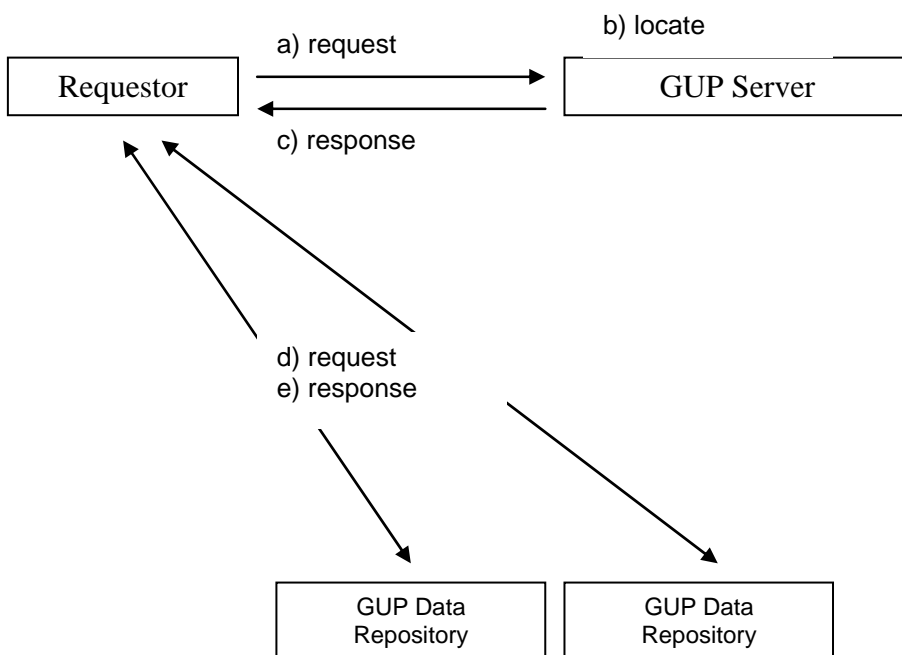 b) locate
a) request
Requestor
GUP Server
c) response
d) request
e) response
GUP Data
Repository
GUP Data
Repository